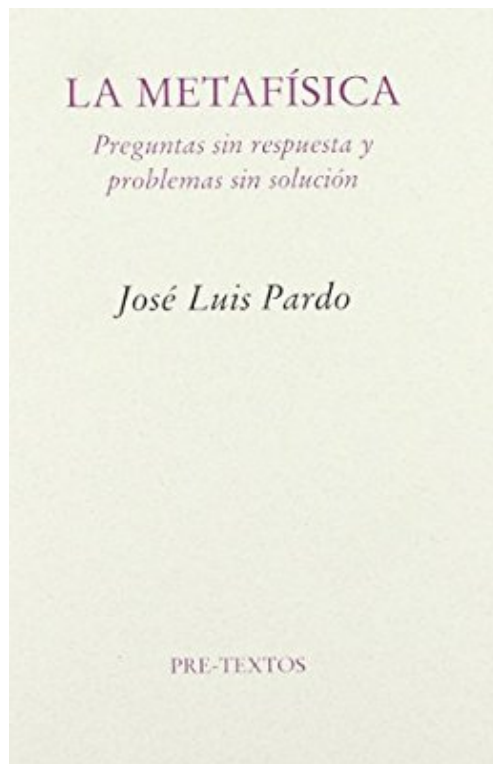 LA METAFÍSICA
Preguntas sin respuesta y
problemas sin solución
José Luis Pardo
PRE-TEXTOS